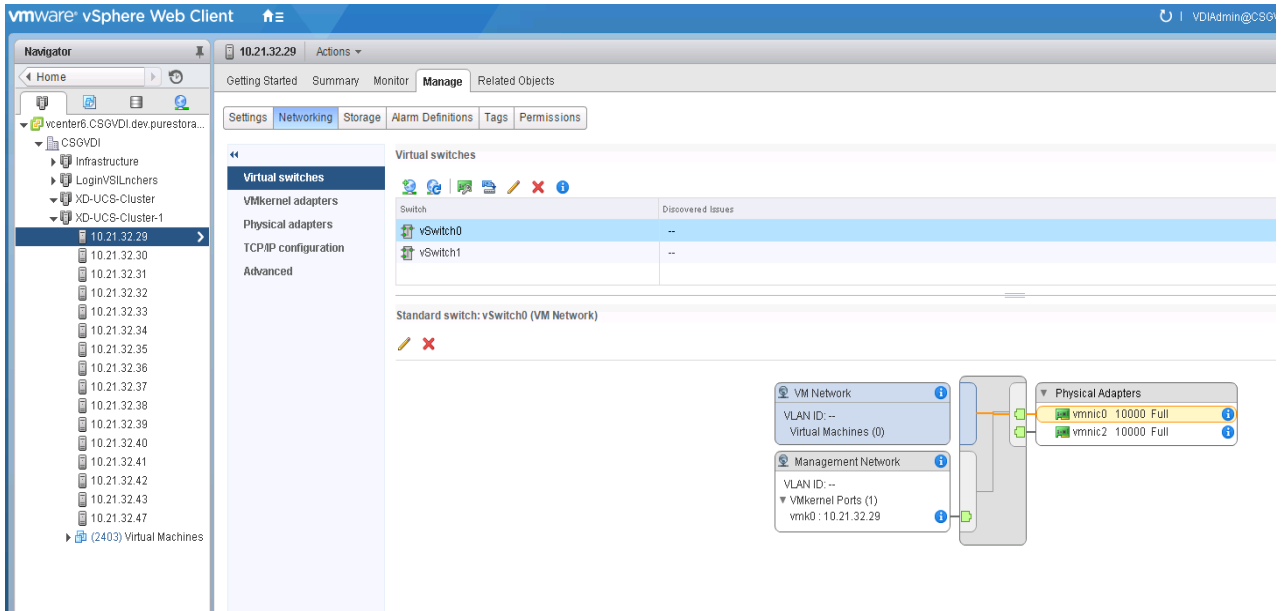 vmware® vSphere Web Client
VDIAdmin@CSGV
Navigator
Home
vcenter6.CSGVDI.dev.purestora...
CSGVDI
Infrastructure
LoginVSILnchers
XD-UCS-Cluster
XD-UCS-Cluster-1
10.21.32.29
10.21.32.30
10.21.32.31
10.21.32.32
10.21.32.33
10.21.32.34
10.21.32.35
10.21.32.36
10.21.32.37
10.21.32.38
10.21.32.39
10.21.32.40
10.21.32.41
10.21.32.42
10.21.32.43
10.21.32.47
(2403) Virtual Machines
10.21.32.29 Actions
Getting Started Summary Monitor Manage Related Objects
Settings Networking Storage Alarm Definitions Tags Permissions
Virtual switches
VMkernel adapters
Physical adapters
TCP/IP configuration
Advanced
Virtual switches
Switch Discovered Issues
vSwitch0 --
vSwitch1 --
Standard switch: vSwitch0 (VM Network)
VM Network
VLAN ID: --
Virtual Machines (0)
Management Network
VLAN ID: --
VMkernel Ports (1)
vmk0 : 10.21.32.29
Physical Adapters
vmnic0 10000 Full
vmnic2 10000 Full